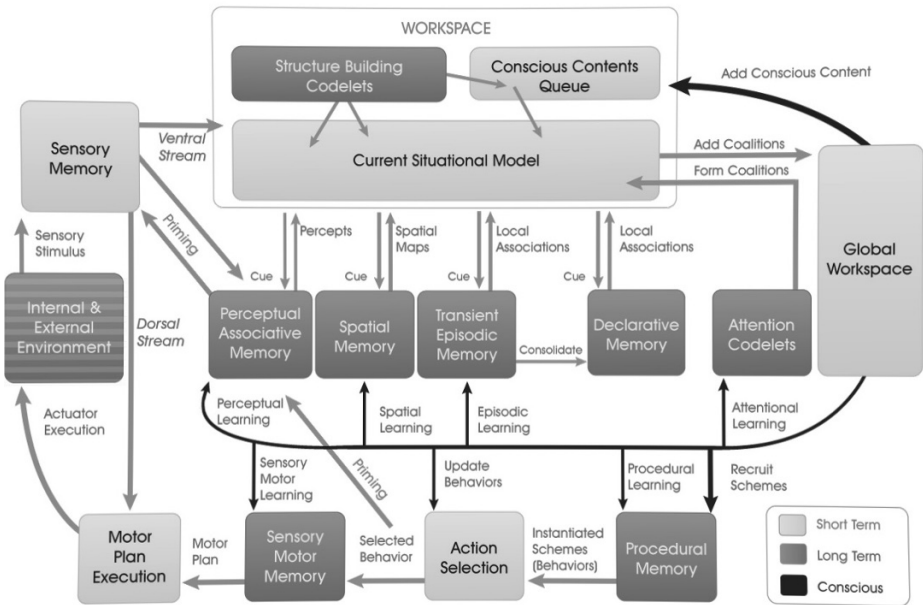 WORKSPACE
Structure Building
Codelets
Conscious Contents
Queue
Add Conscious Content
Sensory
Memory
Ventral
Stream
Current Situational Model
Add Coalitions
Form Coalitions
Global
Workspace
Sensory
Stimulus
Priming
Cue
Percepts
Cue
Spatial
Maps
Cue
Local
Associations
Cue
Local
Associations
Internal &
External
Environment
Dorsal
Stream
Perceptual
Associative
Memory
Spatial
Memory
Transient
Episodic
Memory
Consolidate
Declarative
Memory
Attention
Codelets
Actuator
Execution
Perceptual
Learning
Spatial
Learning
Episodic
Learning
Attentional
Learning
Sensory
Motor
Learning
Priming
Update
Behaviors
Procedural
Learning
Recruit
Schemes
Motor
Plan
Execution
Motor
Plan
Sensory
Motor
Memory
Selected
Behavior
Action
Selection
Instantiated
Schemes
(Behaviors)
Procedural
Memory
Short Term
Long Term
Conscious